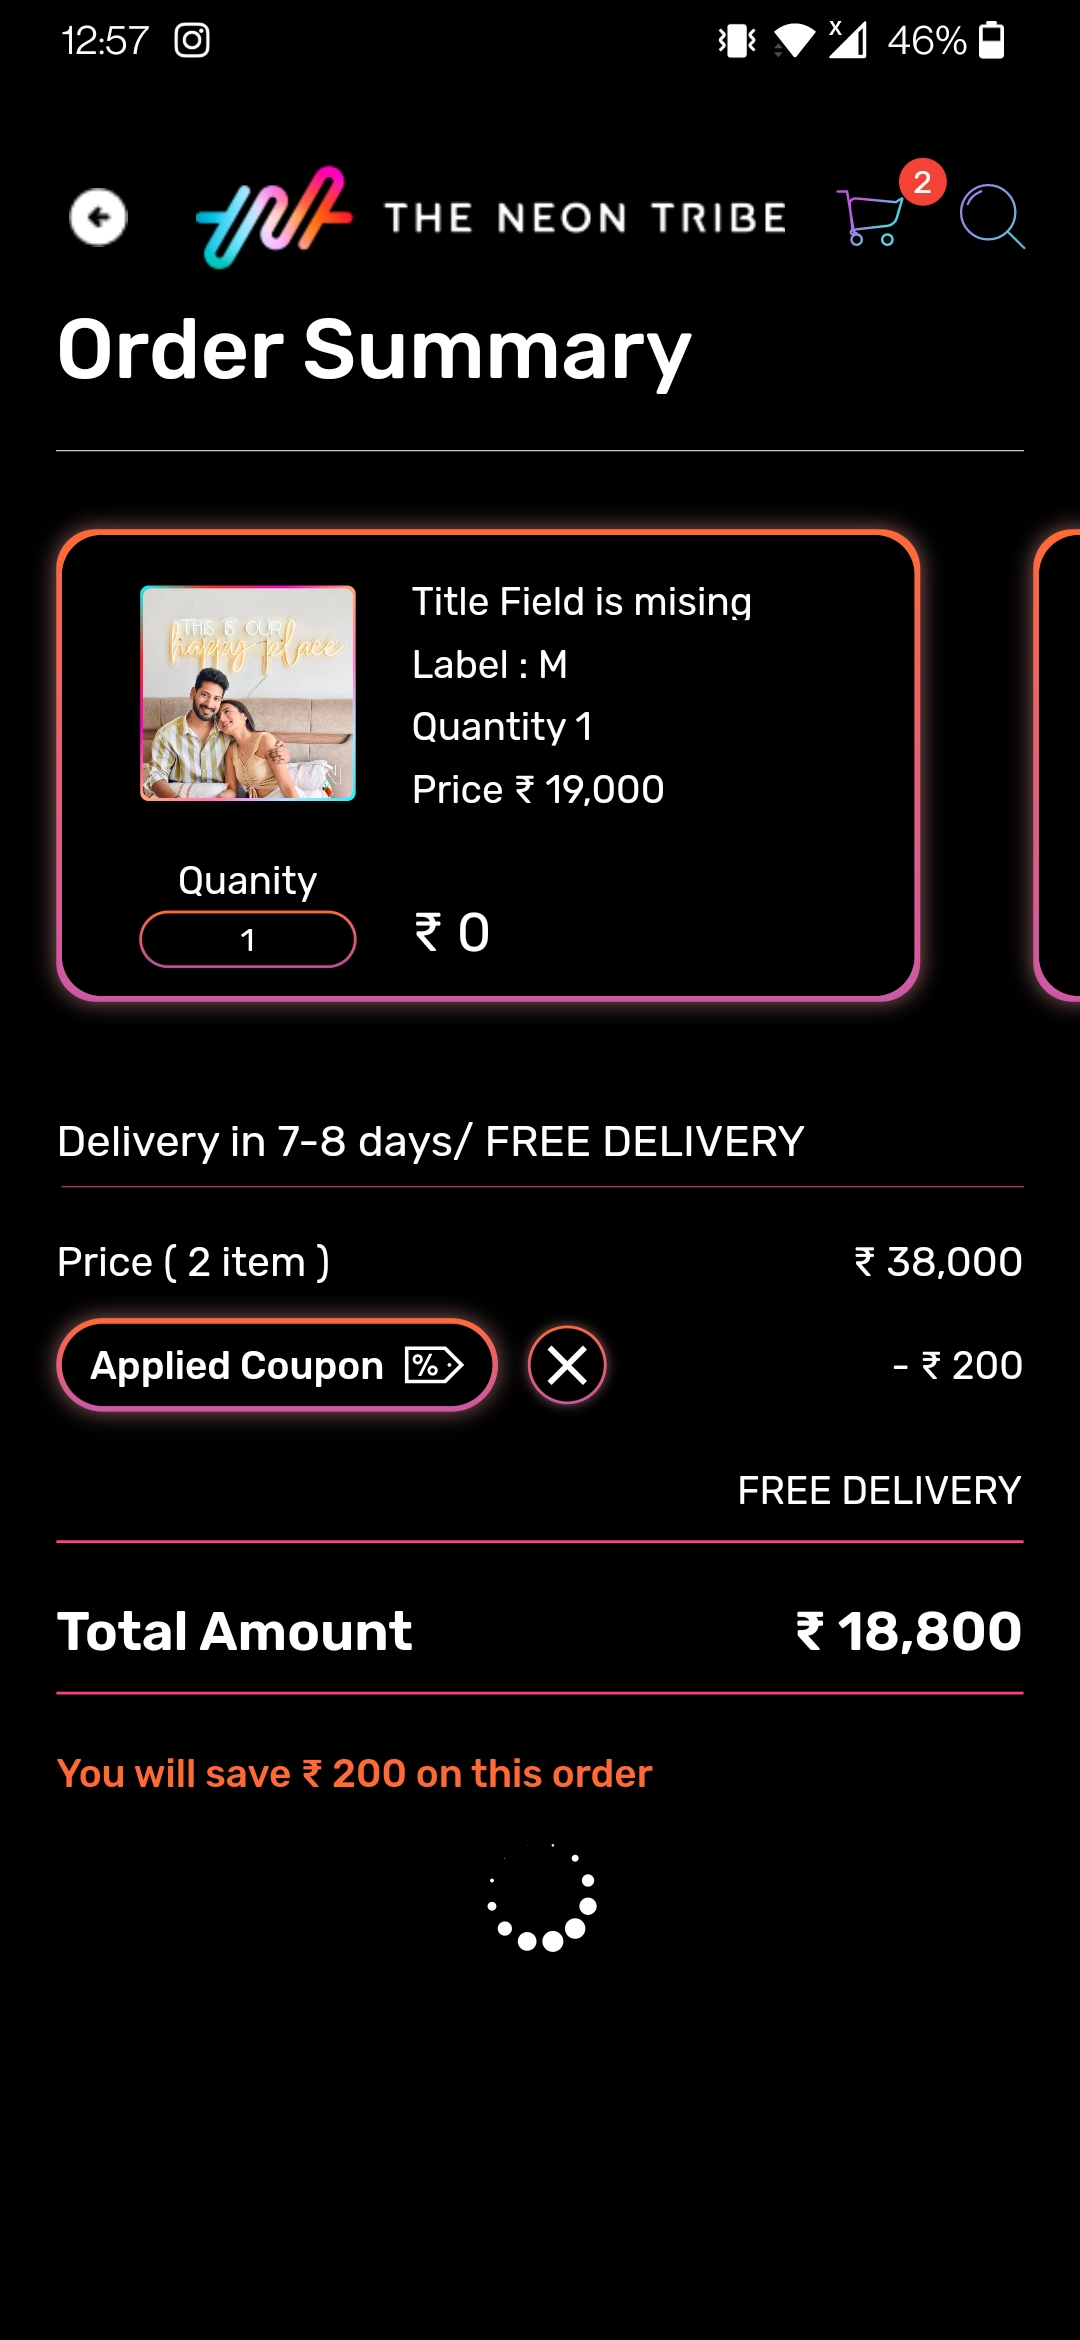 12:57
X 46%
THE NEON TRIBE
2
Order Summary
THIS IS OUR
happy place
Title Field is mising
Label : M
Quantity 1
Price ₹ 19,000
Quanity
1
₹ 0
Delivery in 7-8 days/ FREE DELIVERY
Price ( 2 item )
₹ 38,000
Applied Coupon %
- ₹ 200
FREE DELIVERY
Total Amount
₹ 18,800
You will save ₹ 200 on this order